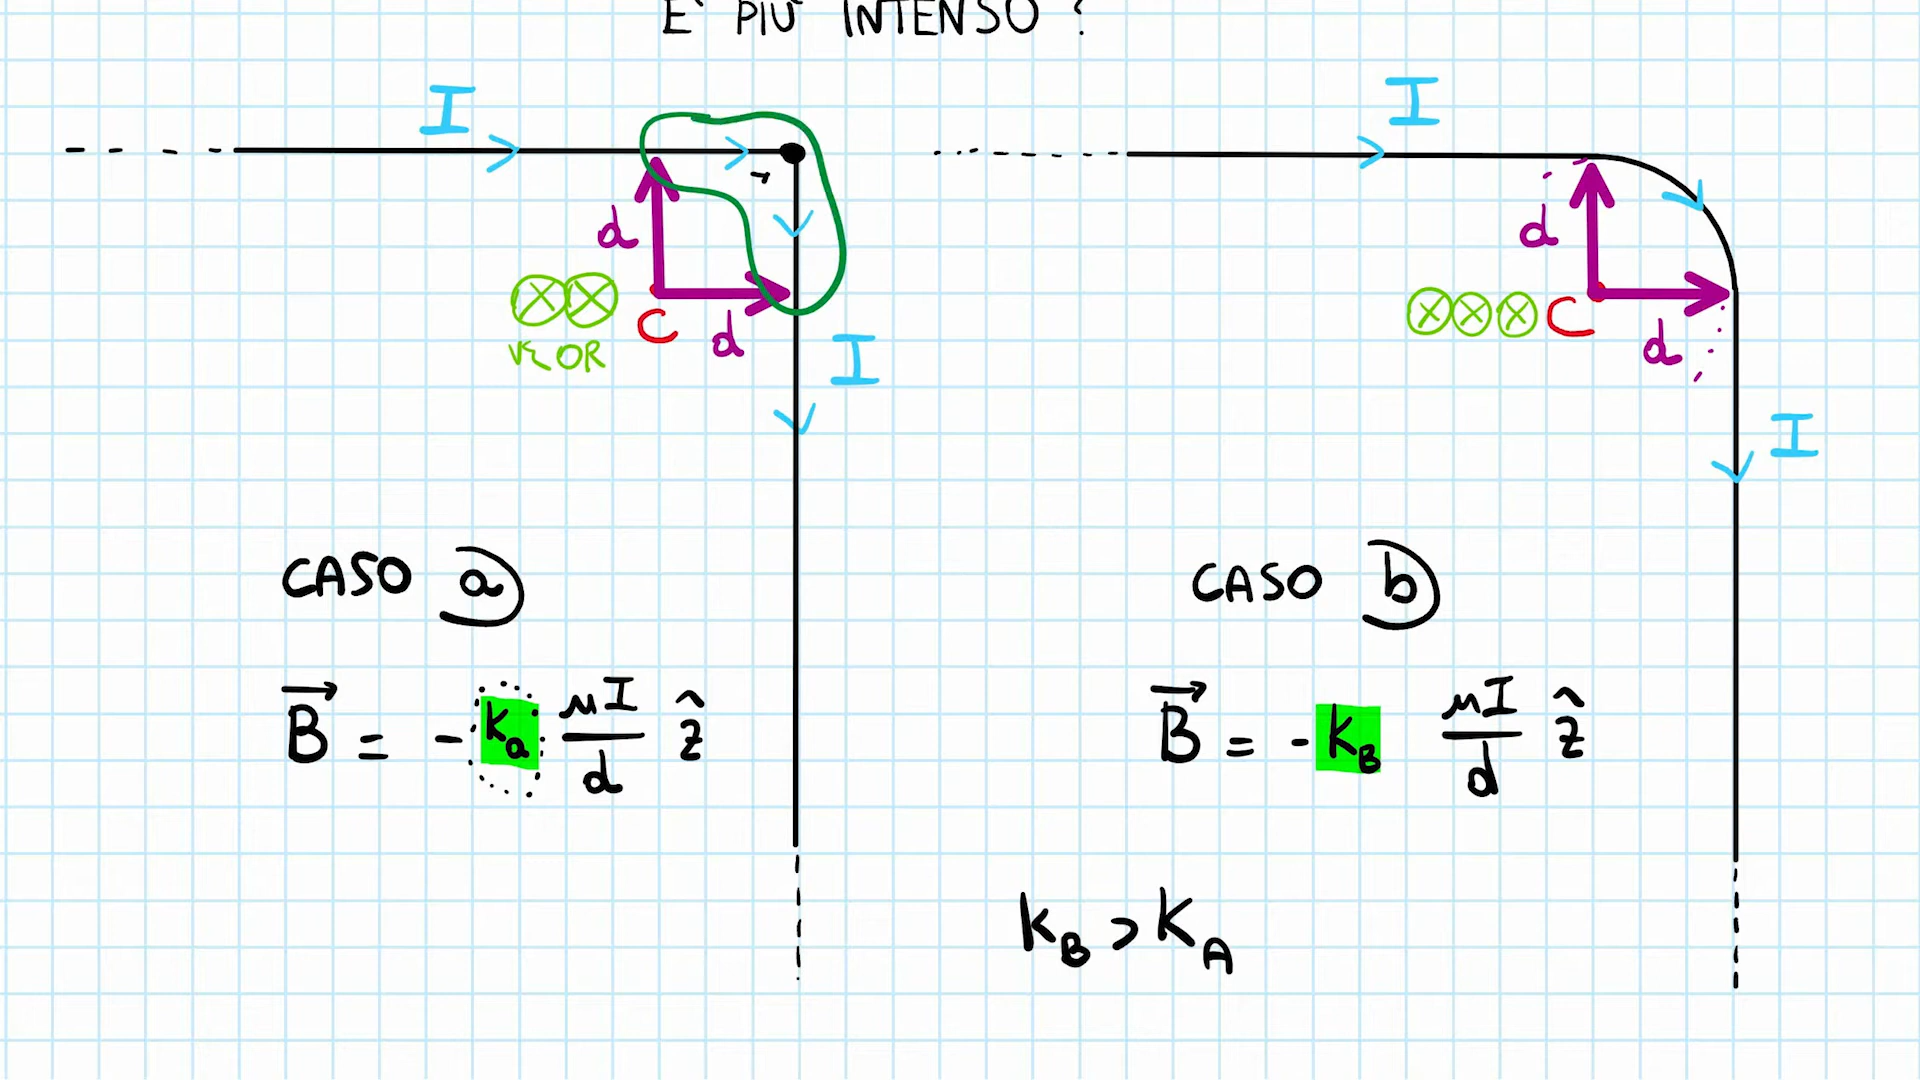 E' PIÙ INTENSO ?
I I
d d
C C
d d
I
I
CASO a) CASO b)
B = - ka μI/d ẑ B = - kB μI/d ẑ
kB > kA